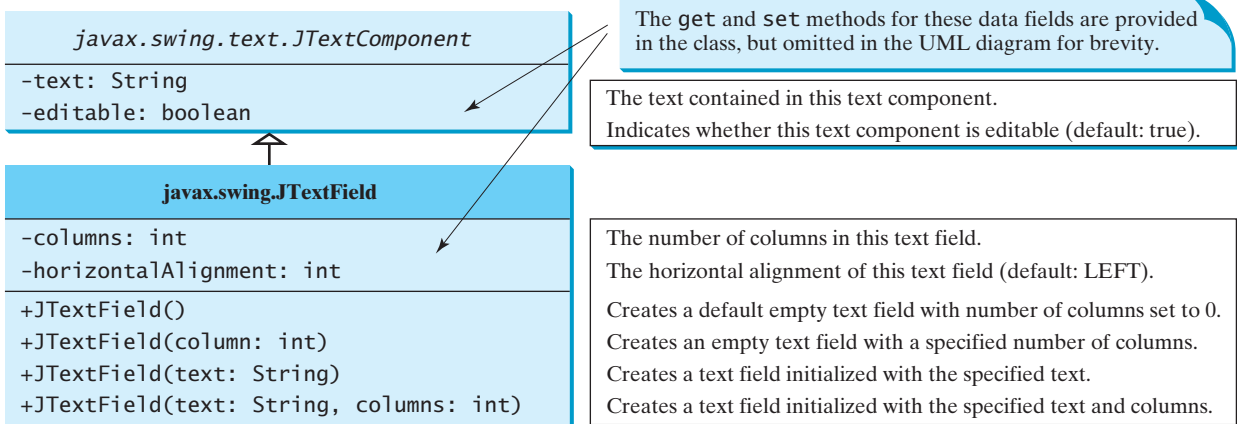 The get and set methods for these data fields are provided
in the class, but omitted in the UML diagram for brevity.
javax.swing.text.JTextComponent
-text: String
-editable: boolean
The text contained in this text component.
Indicates whether this text component is editable (default: true).
javax.swing.JTextField
-columns: int
-horizontalAlignment: int
The number of columns in this text field.
The horizontal alignment of this text field (default: LEFT).
+JTextField()
+JTextField(column: int)
+JTextField(text: String)
+JTextField(text: String, columns: int)
Creates a default empty text field with number of columns set to 0.
Creates an empty text field with a specified number of columns.
Creates a text field initialized with the specified text.
Creates a text field initialized with the specified text and columns.